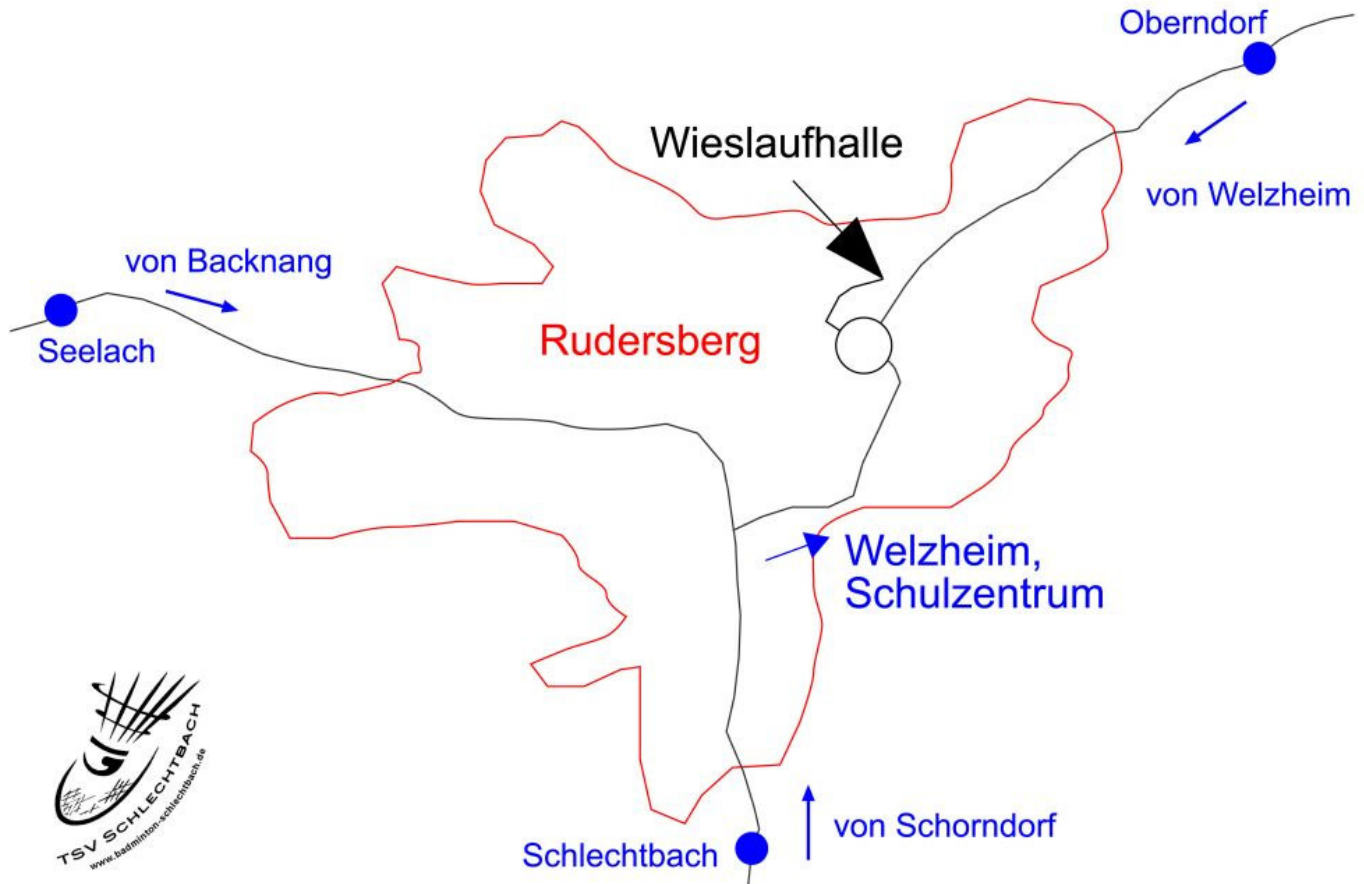 Oberndorf
Wieslaufhalle
von Welzheim
von Backnang
Rudersberg
Seelach
Welzheim,
Schulzentrum
TSV SCHLECHTBACH
www.badminton-schlechtbach.de
von Schorndorf
Schlechtbach